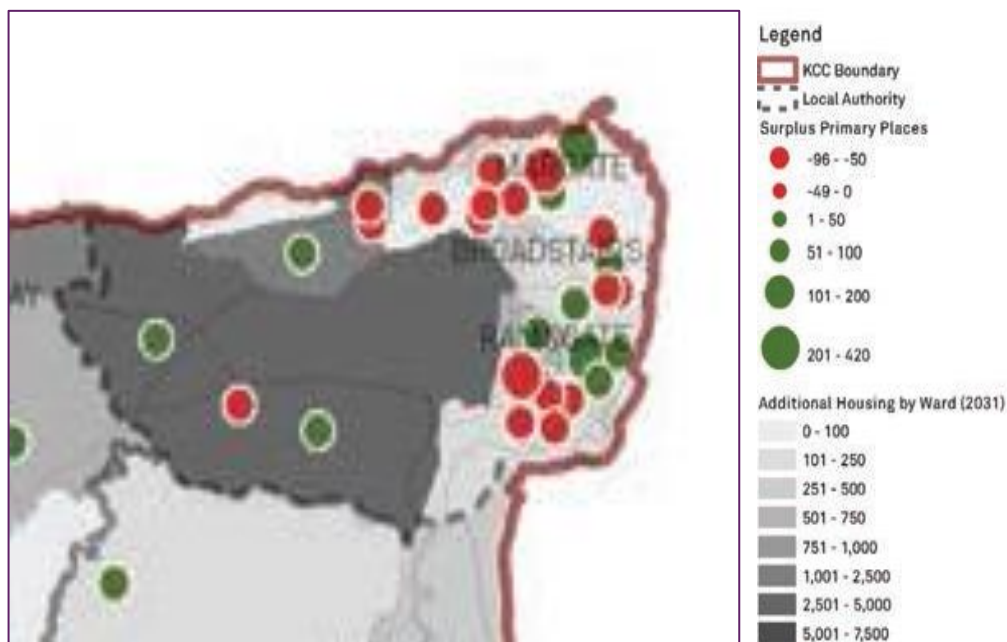 BROADSTAIRS
Legend
KCC Boundary
Local Authority
Surplus Primary Places
-96 - -50
-49 - 0
1 - 50
51 - 100
101 - 200
201 - 420
Additional Housing by Ward (2031)
0 - 100
101 - 250
251 - 500
501 - 750
751 - 1,000
1,001 - 2,500
2,501 - 5,000
5,001 - 7,500